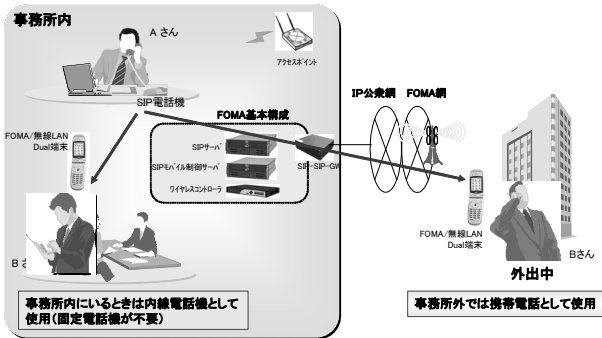 事務所内
A さん
アクセスポイント
SIP電話機
IP公衆網 FOMA網
FOMA基本構成
FOMA/無線LAN
Dual端末
SIPサーバ
SIPモバイル制御サーバ
ワイヤレスコントローラ
SIP-SIP-GW
FOMA/無線LAN
Dual端末
B
Bさん
外出中
事務所内にいるときは内線電話機として
使用(固定電話機が不要)
事務所外では携帯電話として使用